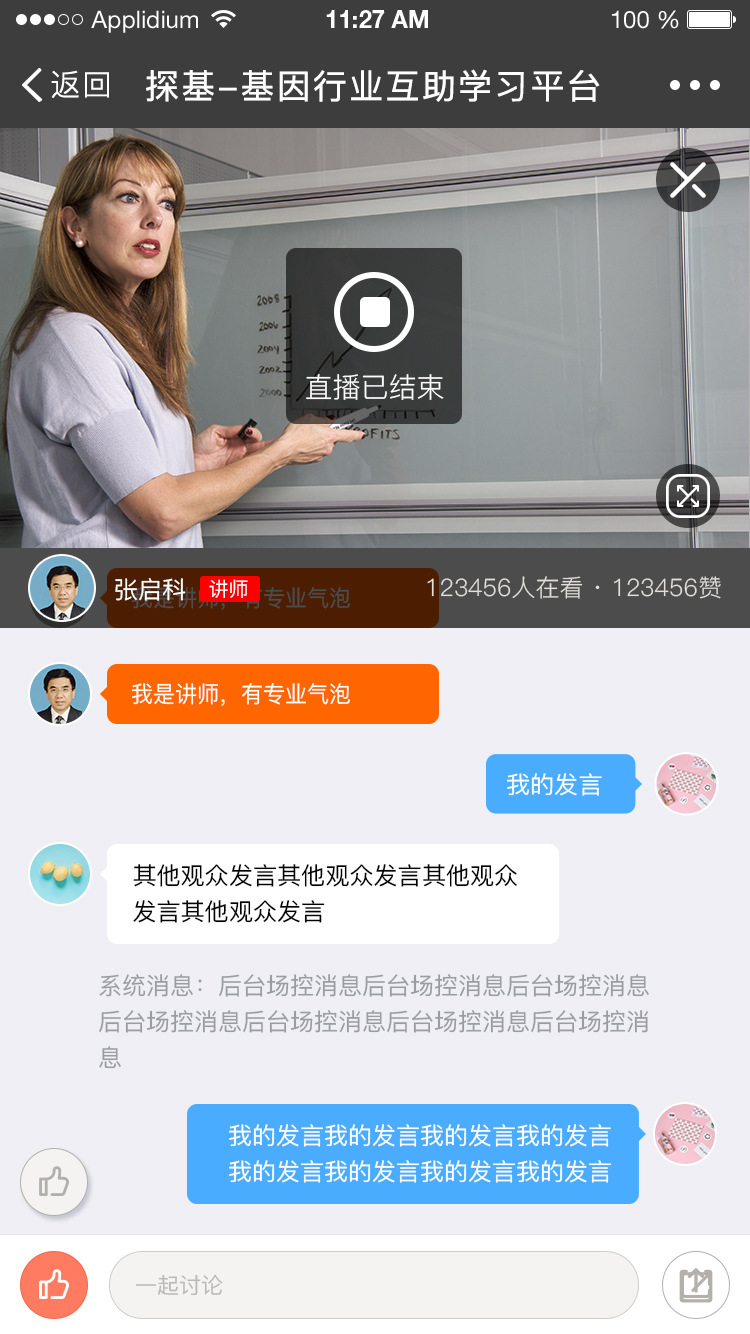 Applidium 11:27 AM 100 %
返回 探基-基因行业互助学习平台
2008
2006
2004
2002
2000
直播已结束
张启科 讲师 123456人在看 · 123456赞
我是讲师，有专业气泡
我是讲师，有专业气泡
我的发言
其他观众发言其他观众发言其他观众
发言其他观众发言
系统消息：后台场控消息后台场控消息后台场控消息
后台场控消息后台场控消息后台场控消息后台场控消
息
我的发言我的发言我的发言我的发言
我的发言我的发言我的发言我的发言
一起讨论